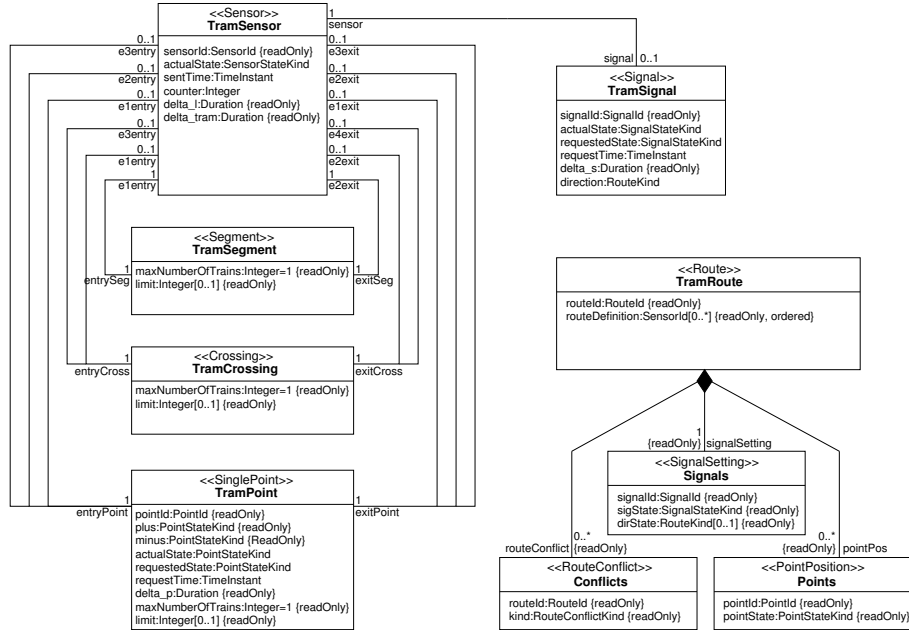 <<Sensor>>
TramSensor
sensorId:SensorId {readOnly}
actualState:SensorStateKind
sentTime:TimeInstant
counter:Integer
delta_l:Duration {readOnly}
delta_tram:Duration {readOnly}
0..1
e3entry
0..1
e2entry
0..1
e1entry
0..1
e3entry
0..1
e1entry
1
e1entry
1
sensor
0..1
e3exit
0..1
e2exit
0..1
e1exit
0..1
e4exit
0..1
e2exit
1
e2exit
signal 0..1
<<Signal>>
TramSignal
signalId:SignalId {readOnly}
actualState:SignalStateKind
requestedState:SignalStateKind
requestTime:TimeInstant
delta_s:Duration {readOnly}
direction:RouteKind
<<Segment>>
TramSegment
maxNumberOfTrains:Integer=1 {readOnly}
limit:Integer[0..1] {readOnly}
1
entrySeg
1
exitSeg
<<Crossing>>
TramCrossing
maxNumberOfTrains:Integer=1 {readOnly}
limit:Integer[0..1] {readOnly}
1
entryCross
1
exitCross
<<SinglePoint>>
TramPoint
pointId:PointId {readOnly}
plus:PointStateKind {readOnly}
minus:PointStateKind {ReadOnly}
actualState:PointStateKind
requestedState:PointStateKind
requestTime:TimeInstant
delta_p:Duration {readOnly}
maxNumberOfTrains:Integer=1 {readOnly}
limit:Integer[0..1] {readOnly}
1
entryPoint
1
exitPoint
<<Route>>
TramRoute
routeId:RouteId {readOnly}
routeDefinition:SensorId[0..*] {readOnly, ordered}
1
{readOnly} signalSetting
<<SignalSetting>>
Signals
signalId:SignalId {readOnly}
sigState:SignalStateKind {readOnly}
dirState:RouteKind[0..1] {readOnly}
0..*
routeConflict {readOnly}
<<RouteConflict>>
Conflicts
routeId:RouteId {readOnly}
kind:RouteConflictKind {readOnly}
0..*
{readOnly} pointPos
<<PointPosition>>
Points
pointId:PointId {readOnly}
pointState:PointStateKind {readOnly}